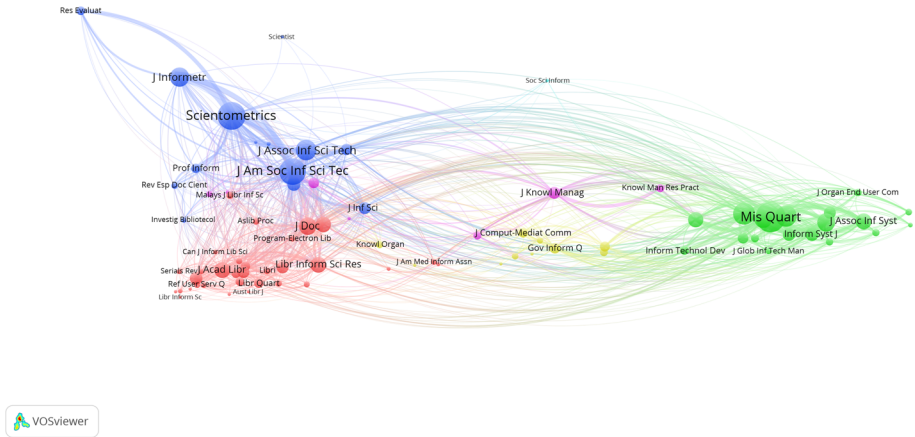 Res Evaluat
Scientist
J Informetr
Soc Sci Inform
Scientometrics
J Assoc Inf Sci Tech
Prof Inform
J Am Soc Inf Sci Tec
Rev Esp Doc Cient
Malays J Libr Inf Sc
J Knowl Manag
Knowl Man Res Pract
J Organ End User Com
J Inf Sci
Investig Bibliotecol
Aslib Proc
Mis Quart
J Assoc Inf Syst
J Doc
J Comput-Mediat Comm
Inform Syst J
Program-Electron Lib
Knowl Organ
Gov Inform Q
Can J Inform Lib Sci
Inform Technol Dev
J Glob Inf Tech Man
J Am Med Inform Assn
Libr Inform Sci Res
Serials Rev
J Acad Libr
Libri
Ref User Serv Q
Libr Quart
Aust Libr J
Libr Inform Sc
VOSviewer